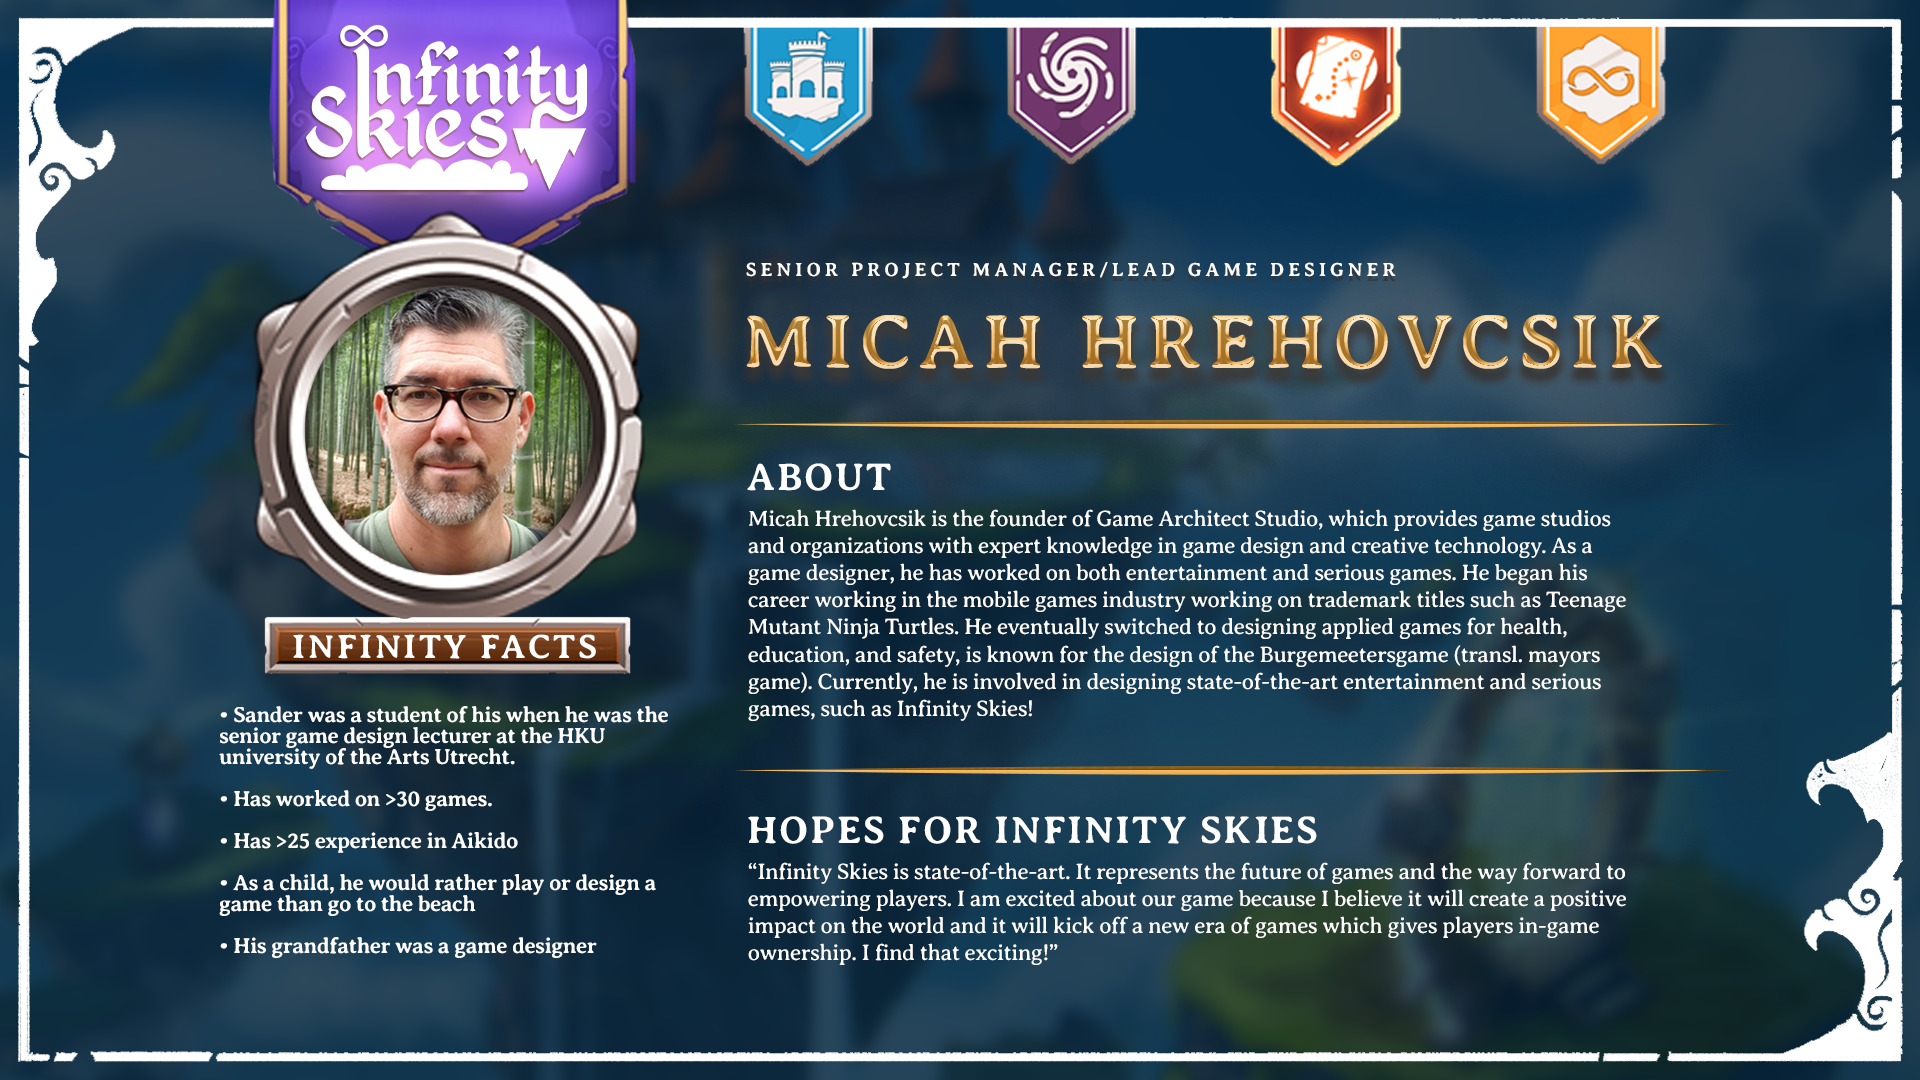 Infinity
Skies
SENIOR PROJECT MANAGER/LEAD GAME DESIGNER
MICAH HREHOVCSIK
INFINITY FACTS
• Sander was a student of his when he was the
senior game design lecturer at the HKU
university of the Arts Utrecht.
• Has worked on >30 games.
• Has >25 experience in Aikido
• As a child, he would rather play or design a
game than go to the beach
• His grandfather was a game designer
ABOUT
Micah Hrehovcsik is the founder of Game Architect Studio, which provides game studios
and organizations with expert knowledge in game design and creative technology. As a
game designer, he has worked on both entertainment and serious games. He began his
career working in the mobile games industry working on trademark titles such as Teenage
Mutant Ninja Turtles. He eventually switched to designing applied games for health,
education, and safety, is known for the design of the Burgemeetersgame (transl. mayors
game). Currently, he is involved in designing state-of-the-art entertainment and serious
games, such as Infinity Skies!
HOPES FOR INFINITY SKIES
“Infinity Skies is state-of-the-art. It represents the future of games and the way forward to
empowering players. I am excited about our game because I believe it will create a positive
impact on the world and it will kick off a new era of games which gives players in-game
ownership. I find that exciting!”